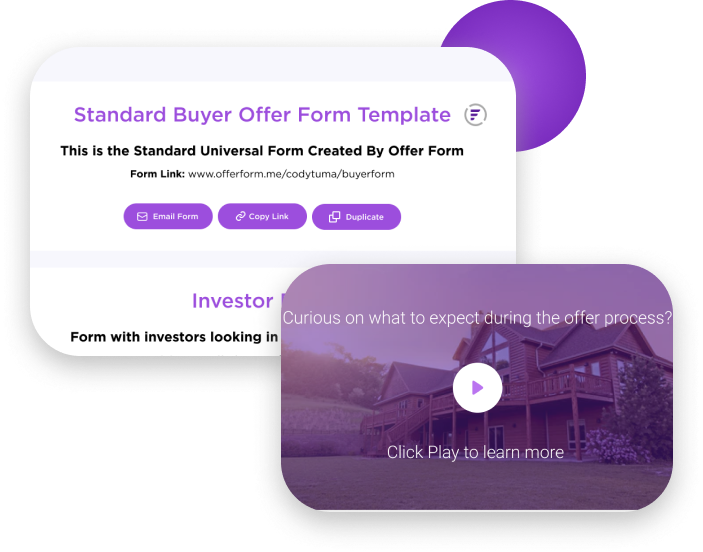 Standard Buyer Offer Form Template
This is the Standard Universal Form Created By Offer Form
Form Link: www.offerform.me/codytuma/buyerform
Email Form
Copy Link
Duplicate
Investor
Form with investors looking in
Curious on what to expect during the offer process?
Click Play to learn more